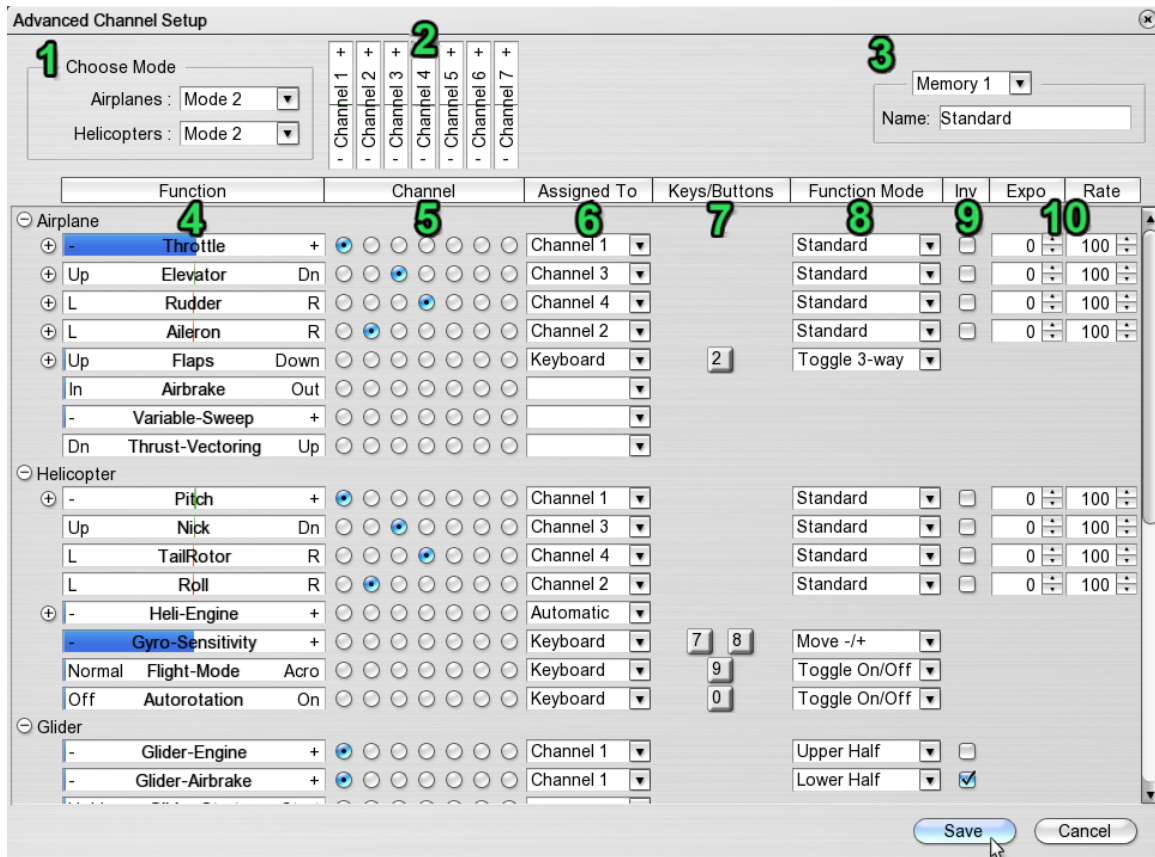 Advanced Channel Setup
1 2 3
Choose Mode
Airplanes : Mode 2
Helicopters : Mode 2
- Channel 1 +
- Channel 2 +
- Channel 3 +
- Channel 4 +
- Channel 5 +
- Channel 6 +
- Channel 7 +
Memory 1
Name: Standard
Function Channel Assigned To Keys/Buttons Function Mode Inv Expo Rate
4 5 6 7 8 9 10
Airplane
- Throttle + Channel 1 Standard 0 100
Up Elevator Dn Channel 3 Standard 0 100
L Rudder R Channel 4 Standard 0 100
L Aileron R Channel 2 Standard 0 100
Up Flaps Down Keyboard 2 Toggle 3-way
In Airbrake Out
- Variable-Sweep +
Dn Thrust-Vectoring Up
Helicopter
- Pitch + Channel 1 Standard 0 100
Up Nick Dn Channel 3 Standard 0 100
L TailRotor R Channel 4 Standard 0 100
L Roll R Channel 2 Standard 0 100
- Heli-Engine + Automatic
- Gyro-Sensitivity + Keyboard 7 8 Move -/+
Normal Flight-Mode Acro Keyboard 9 Toggle On/Off
Off Autorotation On Keyboard 0 Toggle On/Off
Glider
- Glider-Engine + Channel 1 Upper Half
- Glider-Airbrake + Channel 1 Lower Half
Save Cancel